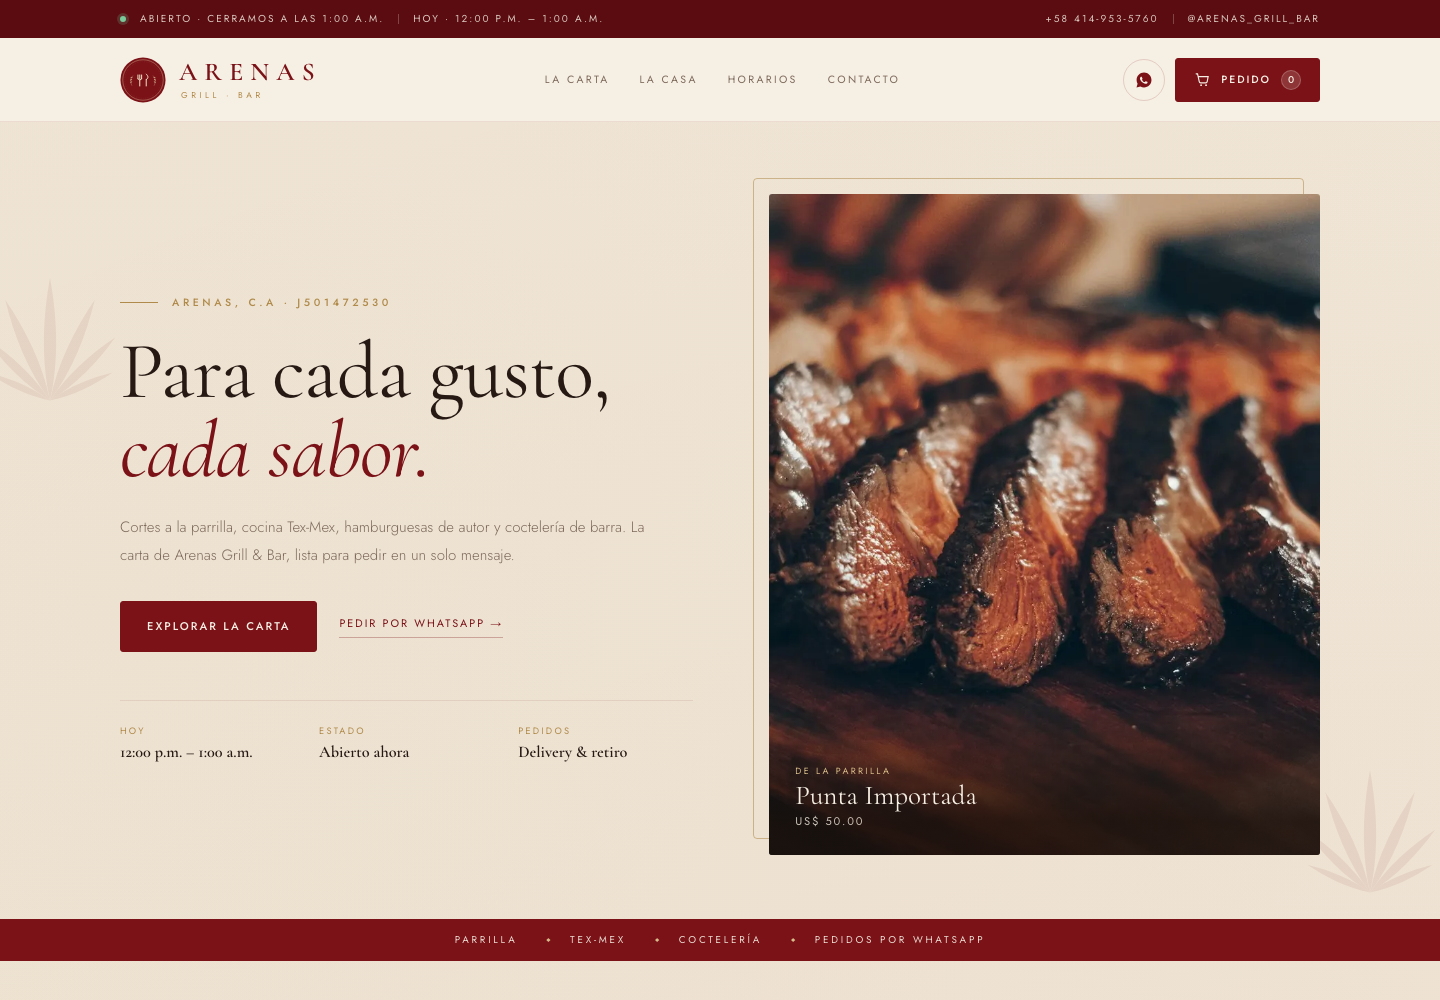 ABIERTO · CERRAMOS A LAS 1:00 A.M. | HOY · 12:00 P.M. – 1:00 A.M.
+58 414-953-5760 | @ARENAS_GRILL_BAR
ARENAS
GRILL · BAR
LA CARTA LA CASA HORARIOS CONTACTO
PEDIDO 0
ARENAS, C.A · J501472530
Para cada gusto,
cada sabor.
Cortes a la parrilla, cocina Tex-Mex, hamburguesas de autor y coctelería de barra. La
carta de Arenas Grill & Bar, lista para pedir en un solo mensaje.
EXPLORAR LA CARTA
PEDIR POR WHATSAPP →
HOY
12:00 p.m. – 1:00 a.m.
ESTADO
Abierto ahora
PEDIDOS
Delivery & retiro
DE LA PARRILLA
Punta Importada
US$ 50.00
PARRILLA • TEX-MEX • COCTELERÍA • PEDIDOS POR WHATSAPP